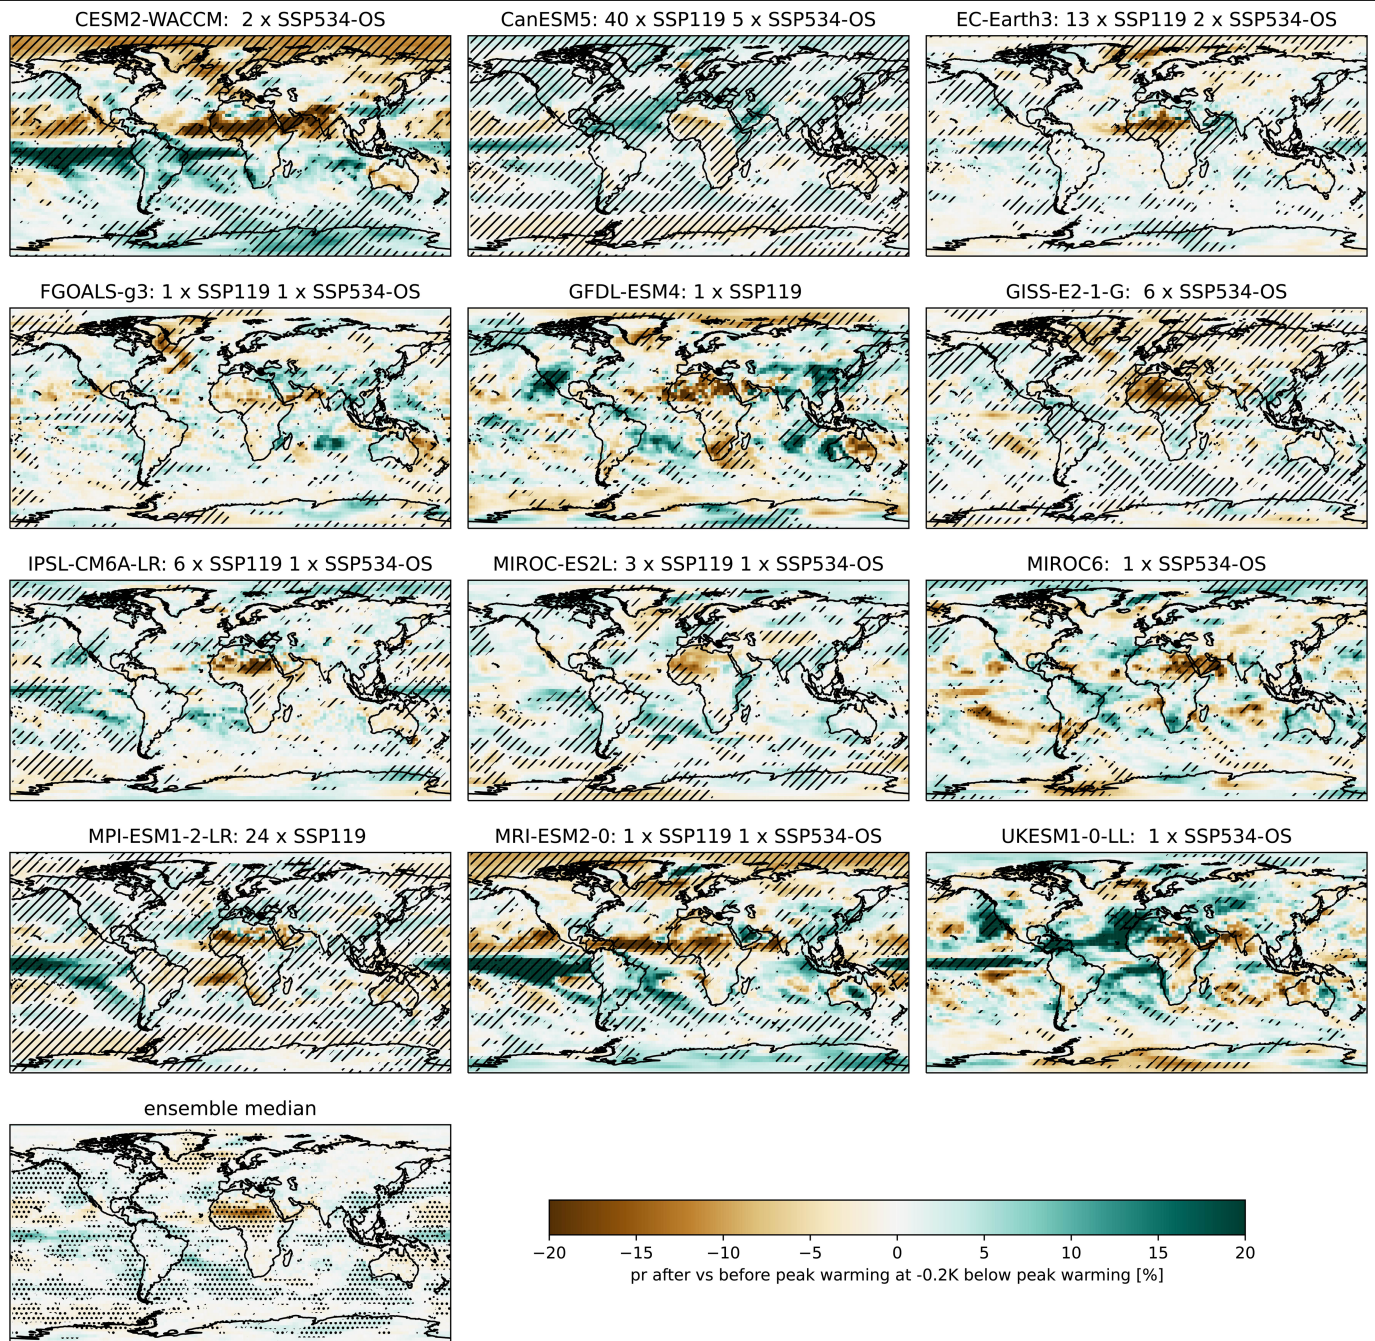 CESM2-WACCM:  2 x SSP534-OS
CanESM5: 40 x SSP119 5 x SSP534-OS
EC-Earth3: 13 x SSP119 2 x SSP534-OS
FGOALS-g3: 1 x SSP119 1 x SSP534-OS
GFDL-ESM4: 1 x SSP119
GISS-E2-1-G:  6 x SSP534-OS
IPSL-CM6A-LR: 6 x SSP119 1 x SSP534-OS
MIROC-ES2L: 3 x SSP119 1 x SSP534-OS
MIROC6:  1 x SSP534-OS
MPI-ESM1-2-LR: 24 x SSP119
MRI-ESM2-0: 1 x SSP119 1 x SSP534-OS
UKESM1-0-LL:  1 x SSP534-OS
ensemble median
−20 −15 −10 −5 0 5 10 15 20
pr after vs before peak warming at -0.2K below peak warming [%]